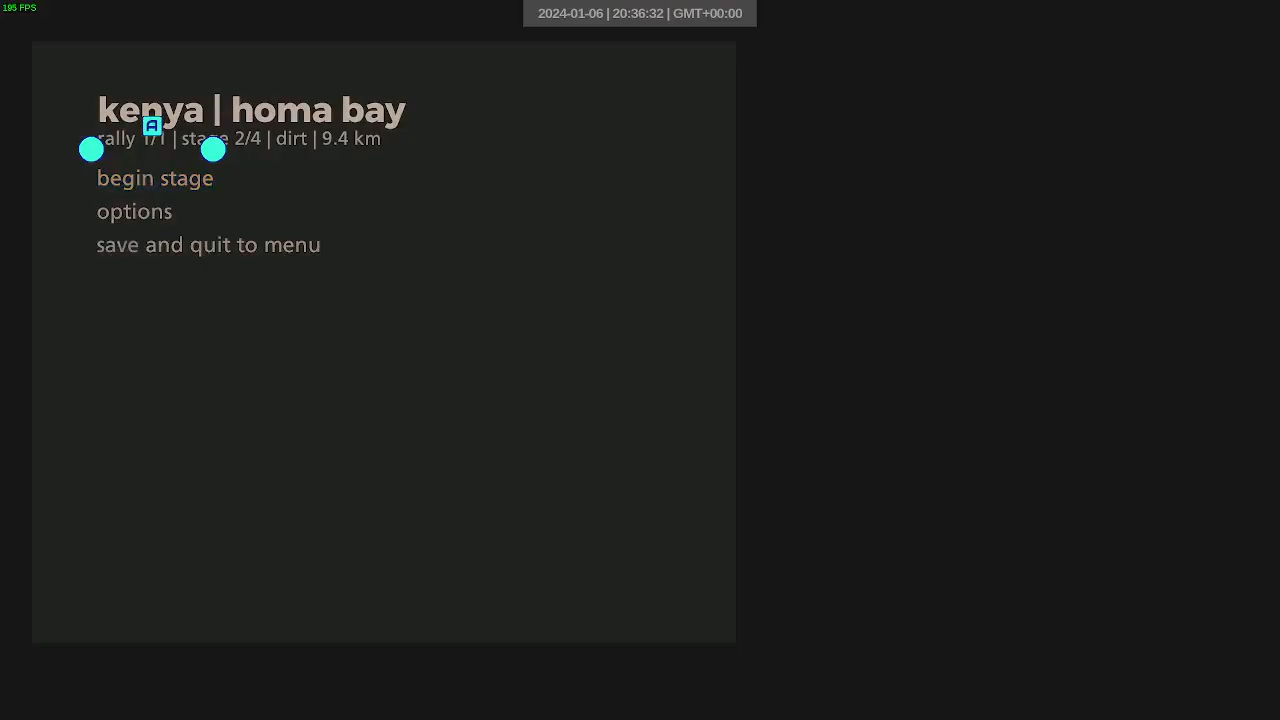 195 FPS
2024-01-06 | 20:36:32 | GMT+00:00
kenya | homa bay
A
rally 1/1 | stage 2/4 | dirt | 9.4 km
begin stage
options
save and quit to menu